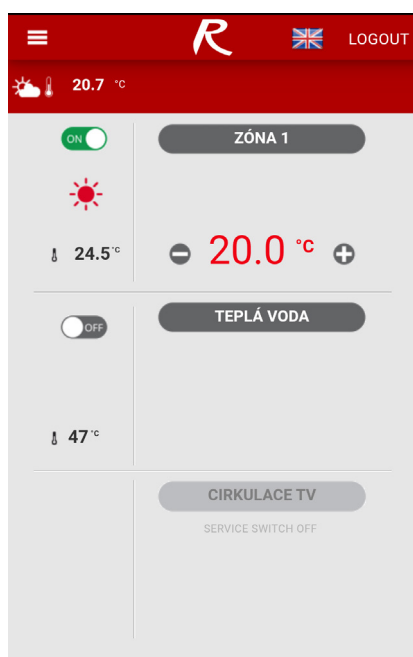 R LOGOUT
20.7 °C
ON ZÓNA 1
24.5 °C 20.0 °C
OFF TEPLÁ VODA
47 °C
CIRKULACE TV
SERVICE SWITCH OFF